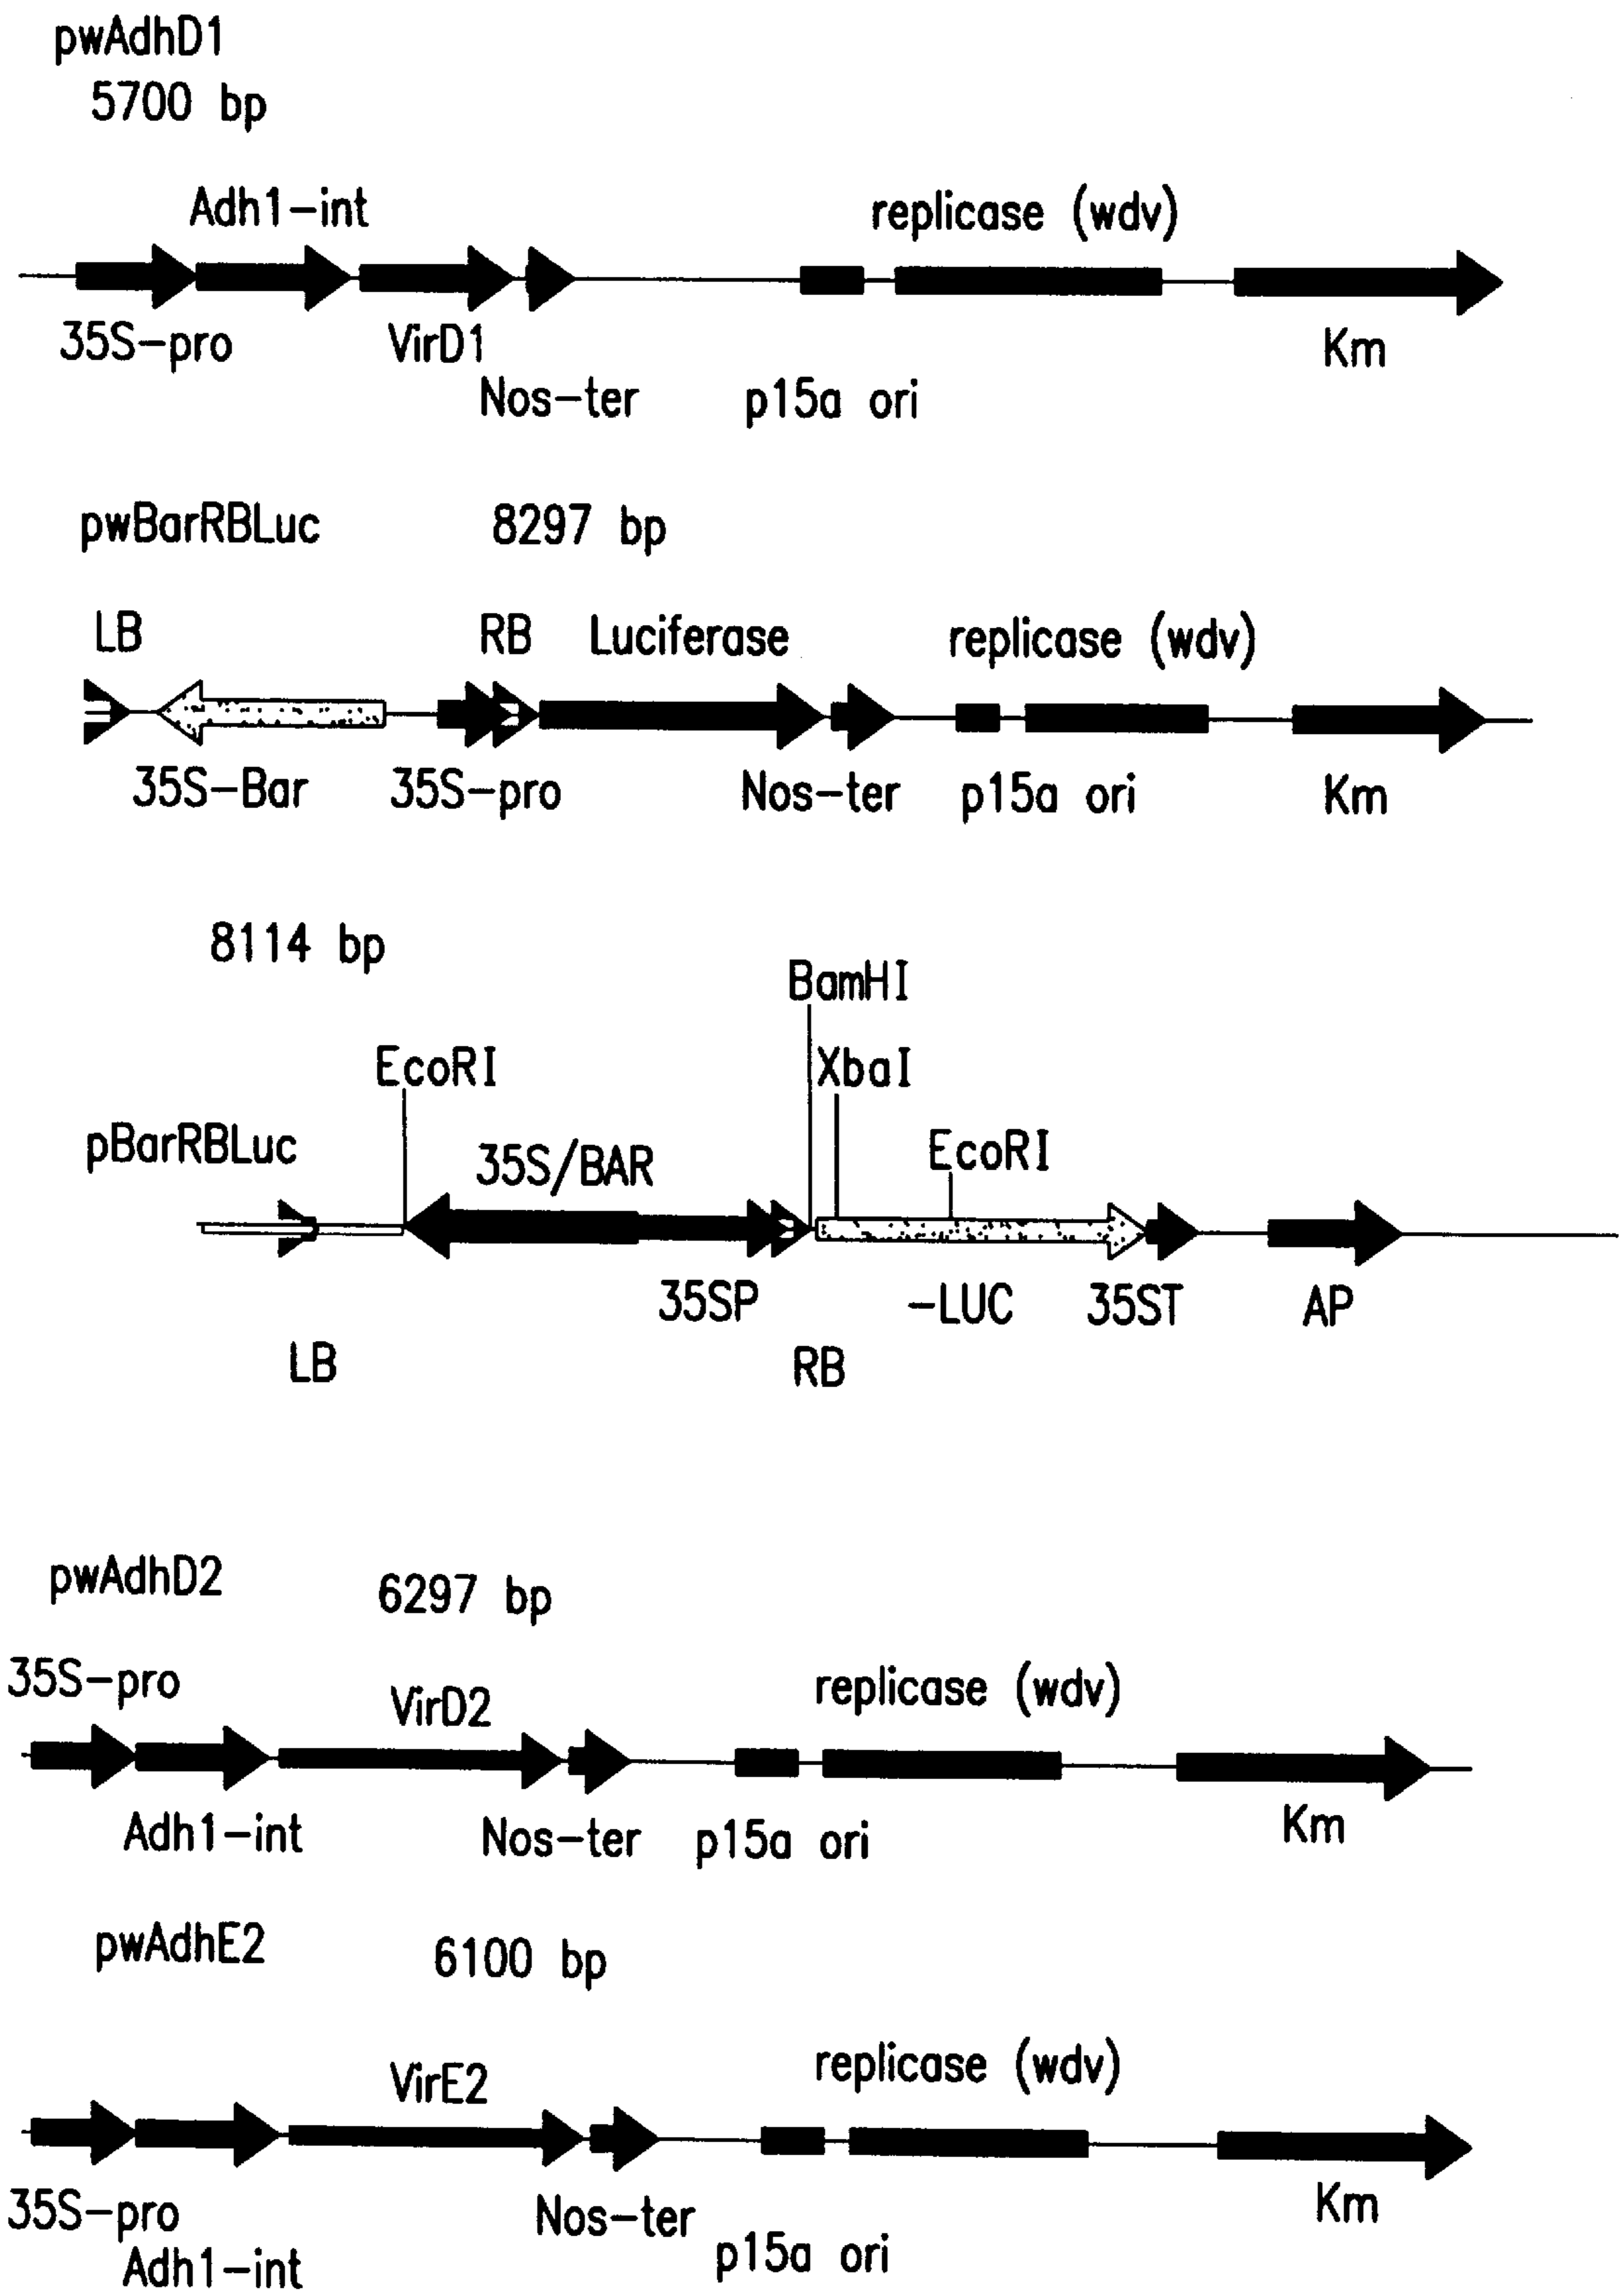 pwAdhD1
5700 bp
Adh1-int
replicase (wdv)
35S-pro
VirD1
Km
Nos-ter
p15a ori
pwBarRBLuc
8297 bp
LB
RB
Luciferase
replicase (wdv)
35S-Bar
35S-pro
Nos-ter
p15a ori
Km
8114 bp
BamHI
EcoRI
XbaI
pBarRBLuc
35S/BAR
EcoRI
35SP
-LUC
35ST
AP
LB
RB
pwAdhD2
6297 bp
35S-pro
VirD2
replicase (wdv)
Adh1-int
Nos-ter
p15a ori
Km
pwAdhE2
6100 bp
VirE2
replicase (wdv)
35S-pro
Nos-ter
Km
Adh1-int
p15a ori